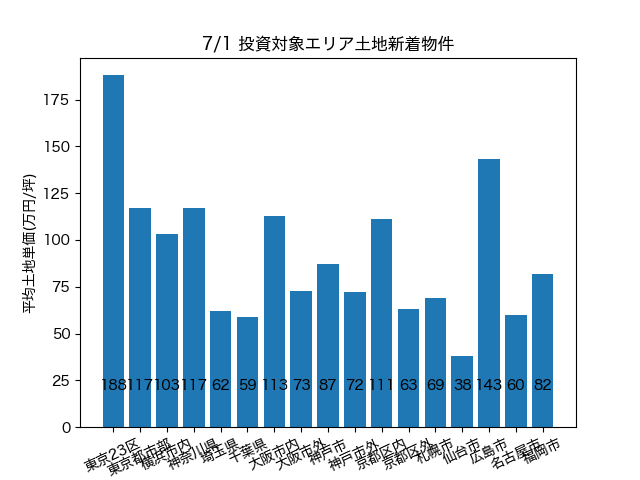 7/1 投資対象エリア土地新着物件
平均土地単価(万円/坪)
175
150
125
100
75
50
25
0
188 117 103 117 62 59 113 73 87 72 111 63 69 38 143 60 82
東京23区 東京都市部 横浜市内 神奈川県 埼玉県 千葉県 大阪市内 大阪市外 神戸市 神戸市外 京都区内 京都区外 札幌市 仙台市 広島市 名古屋市 福岡市